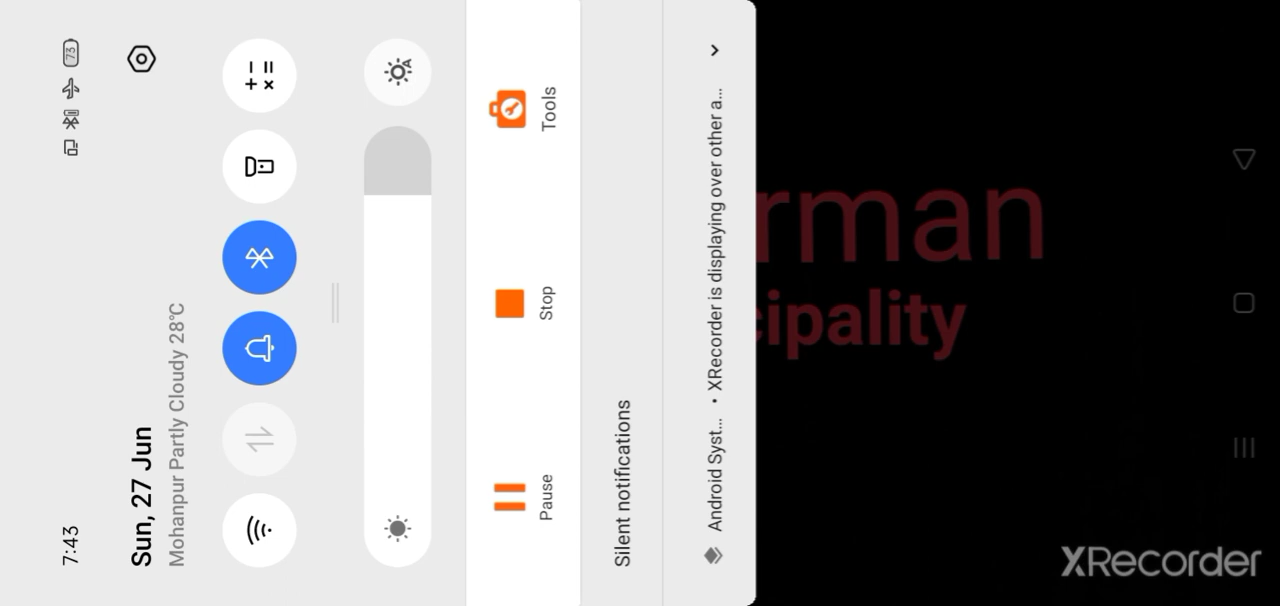 7:43
73
Sun, 27 Jun
Mohanpur Partly Cloudy 28°C
A
Pause
Stop
Tools
Silent notifications
Android Syst... • XRecorder is displaying over other a...
rman
cipality
XRecorder